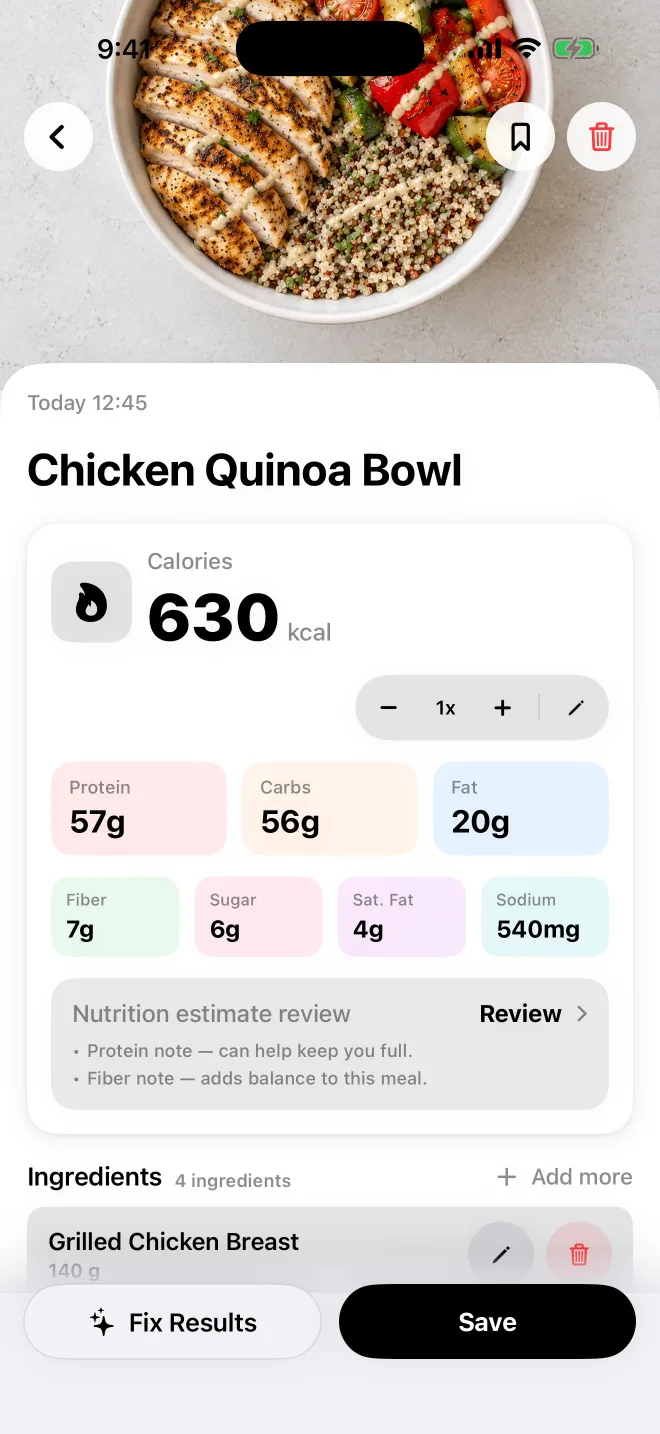 9:41
Today 12:45
Chicken Quinoa Bowl
Calories
630 kcal
1x
Protein
57g
Carbs
56g
Fat
20g
Fiber
7g
Sugar
6g
Sat. Fat
4g
Sodium
540mg
Nutrition estimate review
Review
• Protein note — can help keep you full.
• Fiber note — adds balance to this meal.
Ingredients 4 ingredients
Add more
Grilled Chicken Breast
140 g
Fix Results
Save